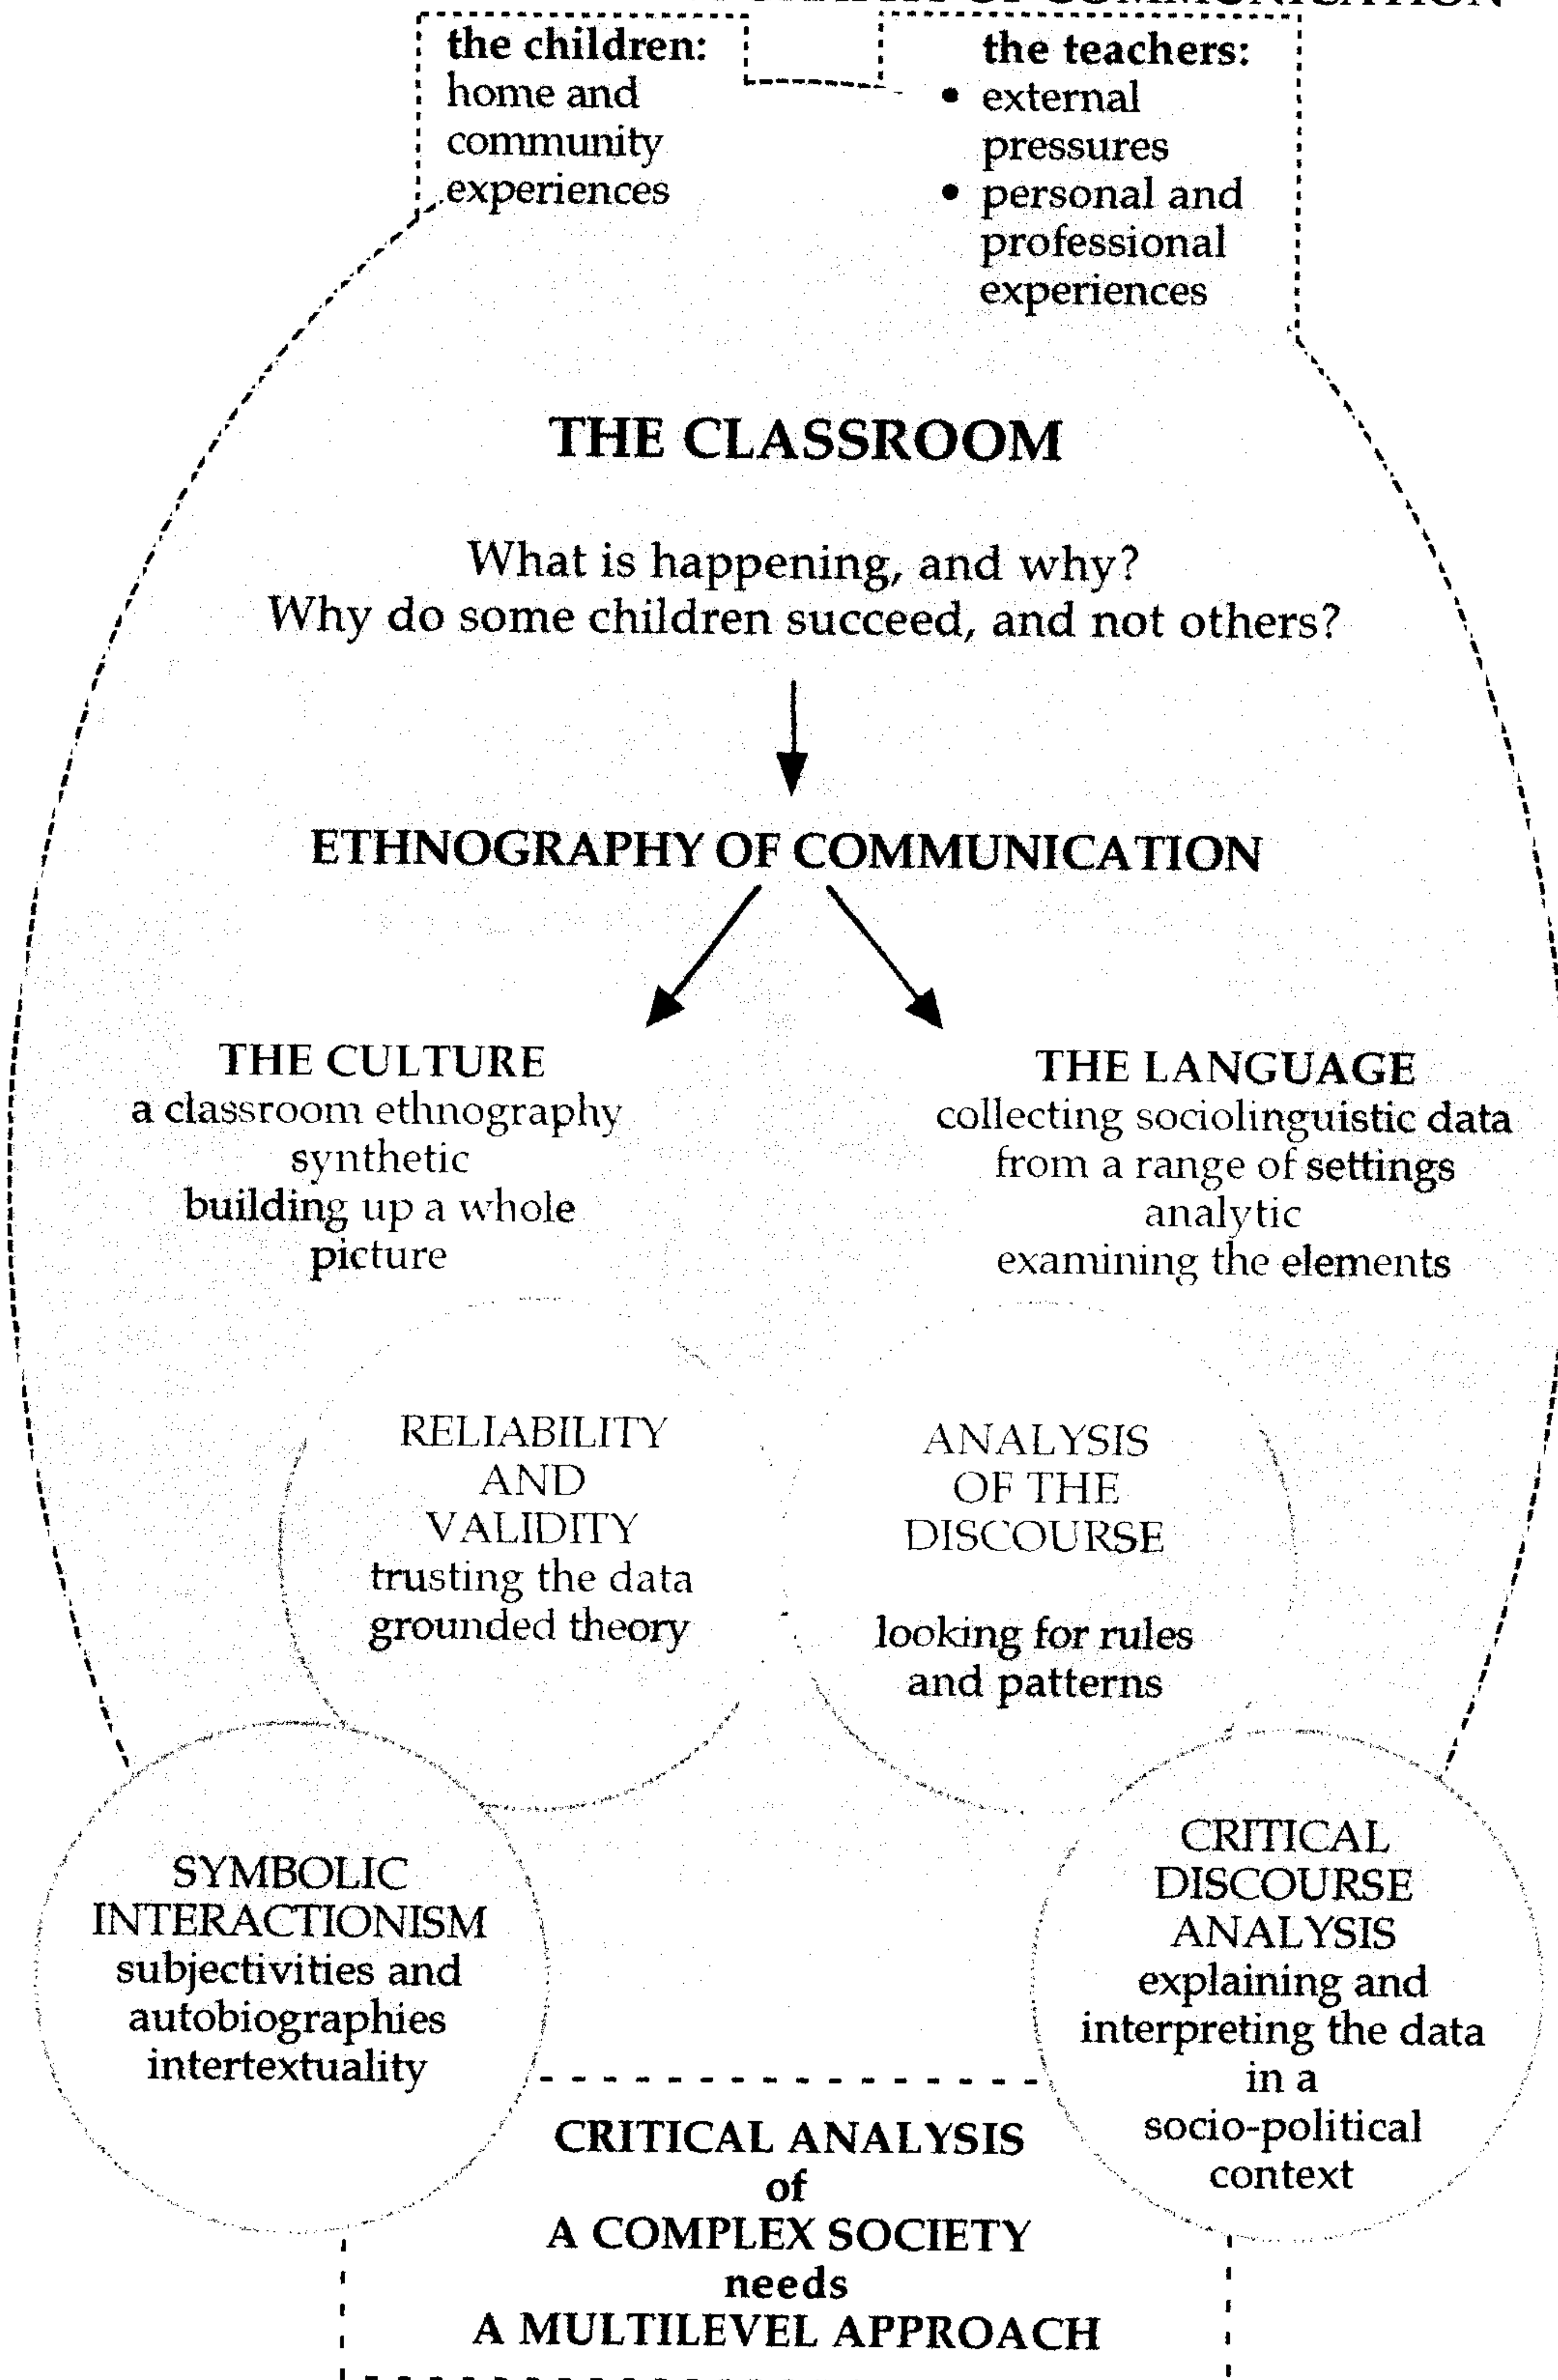 OF COMMUNICATION
the children:
home and
community
experiences
the teachers:
• external
pressures
• personal and
professional
experiences
THE CLASSROOM
What is happening, and why?
Why do some children succeed, and not others?
ETHNOGRAPHY OF COMMUNICATION
THE CULTURE
a classroom ethnography
synthetic
building up a whole
picture
THE LANGUAGE
collecting sociolinguistic data
from a range of settings
analytic
examining the elements
RELIABILITY
AND
VALIDITY
trusting the data
grounded theory
ANALYSIS
OF THE
DISCOURSE
looking for rules
and patterns
SYMBOLIC
INTERACTIONISM
subjectivities and
autobiographies
intertextuality
CRITICAL
DISCOURSE
ANALYSIS
explaining and
interpreting the data
in a
socio-political
context
CRITICAL ANALYSIS
of
A COMPLEX SOCIETY
needs
A MULTILEVEL APPROACH